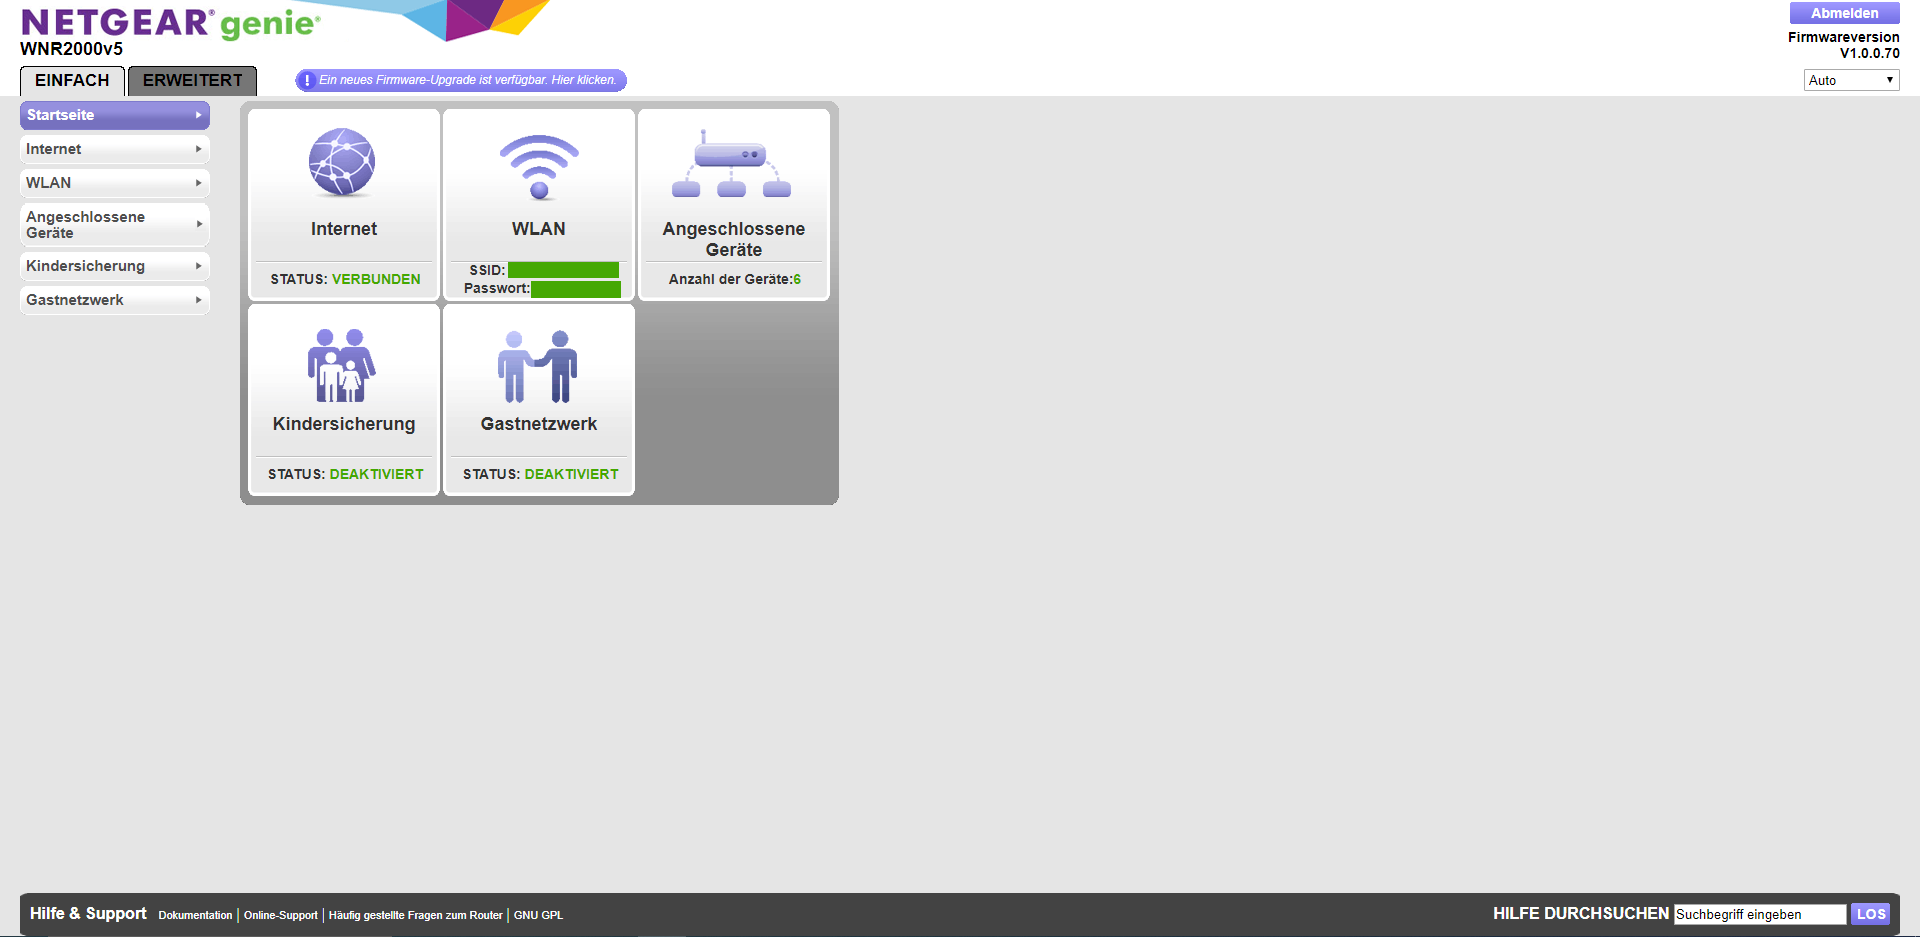 NETGEAR® genie®
WNR2000v5
Abmelden
Firmwareversion
V1.0.0.70
EINFACH
ERWEITERT
! Ein neues Firmware-Upgrade ist verfügbar. Hier klicken.
Auto
Startseite
Internet
WLAN
Angeschlossene
Geräte
Kindersicherung
Gastnetzwerk
Internet
STATUS: VERBUNDEN
WLAN
SSID:
Passwort:
Angeschlossene
Geräte
Anzahl der Geräte:6
Kindersicherung
STATUS: DEAKTIVIERT
Gastnetzwerk
STATUS: DEAKTIVIERT
Hilfe & Support Dokumentation | Online-Support | Häufig gestellte Fragen zum Router | GNU GPL
HILFE DURCHSUCHEN Suchbegriff eingeben LOS